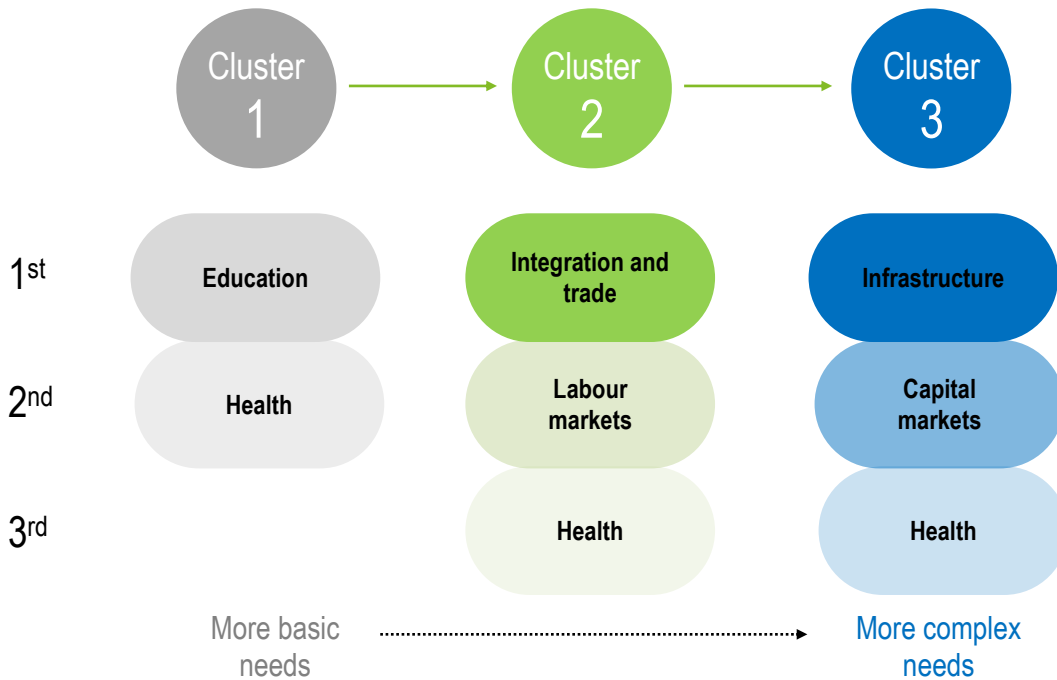 Cluster
1
Cluster
2
Cluster
3
1st
Education
Integration and
trade
Infrastructure
2nd
Health
Labour
markets
Capital
markets
3rd
Health
Health
More basic
needs
More complex
needs